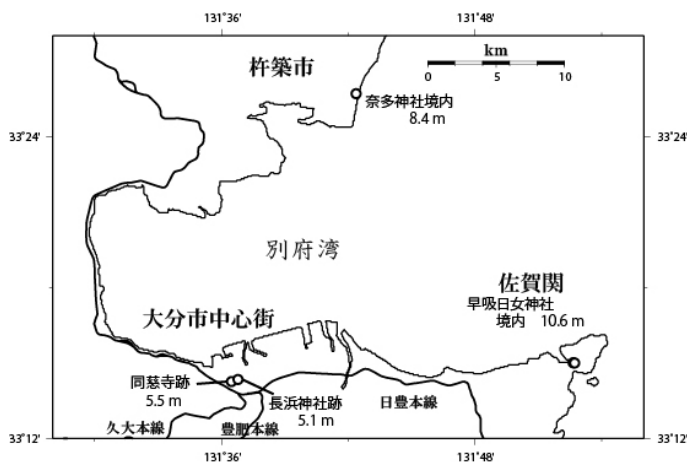 131°36'
131°48'
km
0
5
10
杵築市
奈多神社境内
8.4 m
33°24'
33°24'
別府湾
佐賀関
早吸日女神社
境内 10.6 m
大分市中心街
同慈寺跡
5.5 m
長浜神社跡
5.1 m
日豊本線
久大本線
豊肥本線
33°12'
33°12'
131°36'
131°48'